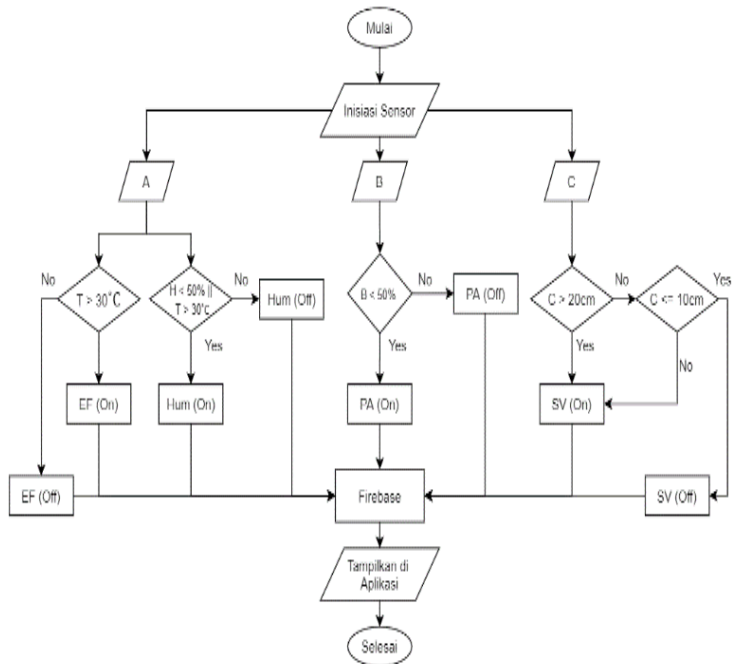 Mulai
Inisiasi Sensor
A
B
C
No
T > 30°C
H < 50% ||
T > 30°c
No
Hum (Off)
Yes
B < 50%
No
PA (Off)
Yes
C > 20cm
No
C <= 10cm
Yes
Yes
No
EF (On)
Hum (On)
PA (On)
SV (On)
EF (Off)
Firebase
SV (Off)
Tampilkan di
Aplikasi
Selesai